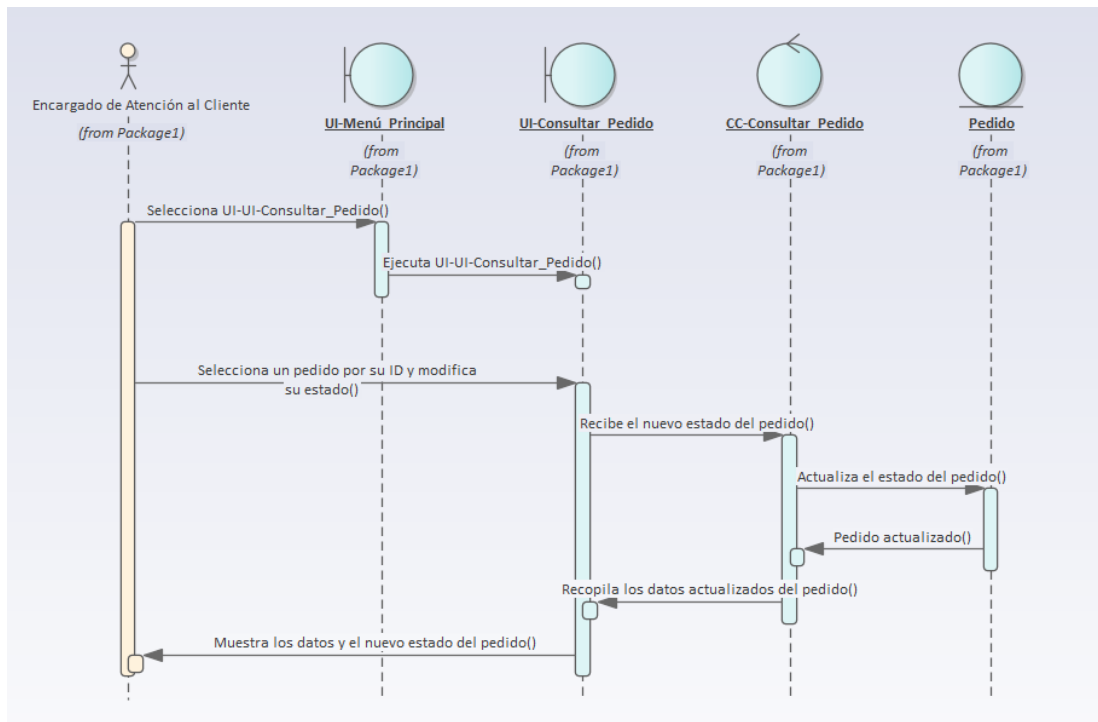 Encargado de Atención al Cliente
(from Package1)
UI-Menú_Principal
(from
Package1)
UI-Consultar_Pedido
(from
Package1)
CC-Consultar_Pedido
(from
Package1)
Pedido
(from
Package1)
Selecciona UI-UI-Consultar_Pedido()
Ejecuta UI-UI-Consultar_Pedido()
Selecciona un pedido por su ID y modifica
su estado()
Recibe el nuevo estado del pedido()
Actualiza el estado del pedido()
Pedido actualizado()
Recopila los datos actualizados del pedido()
Muestra los datos y el nuevo estado del pedido()